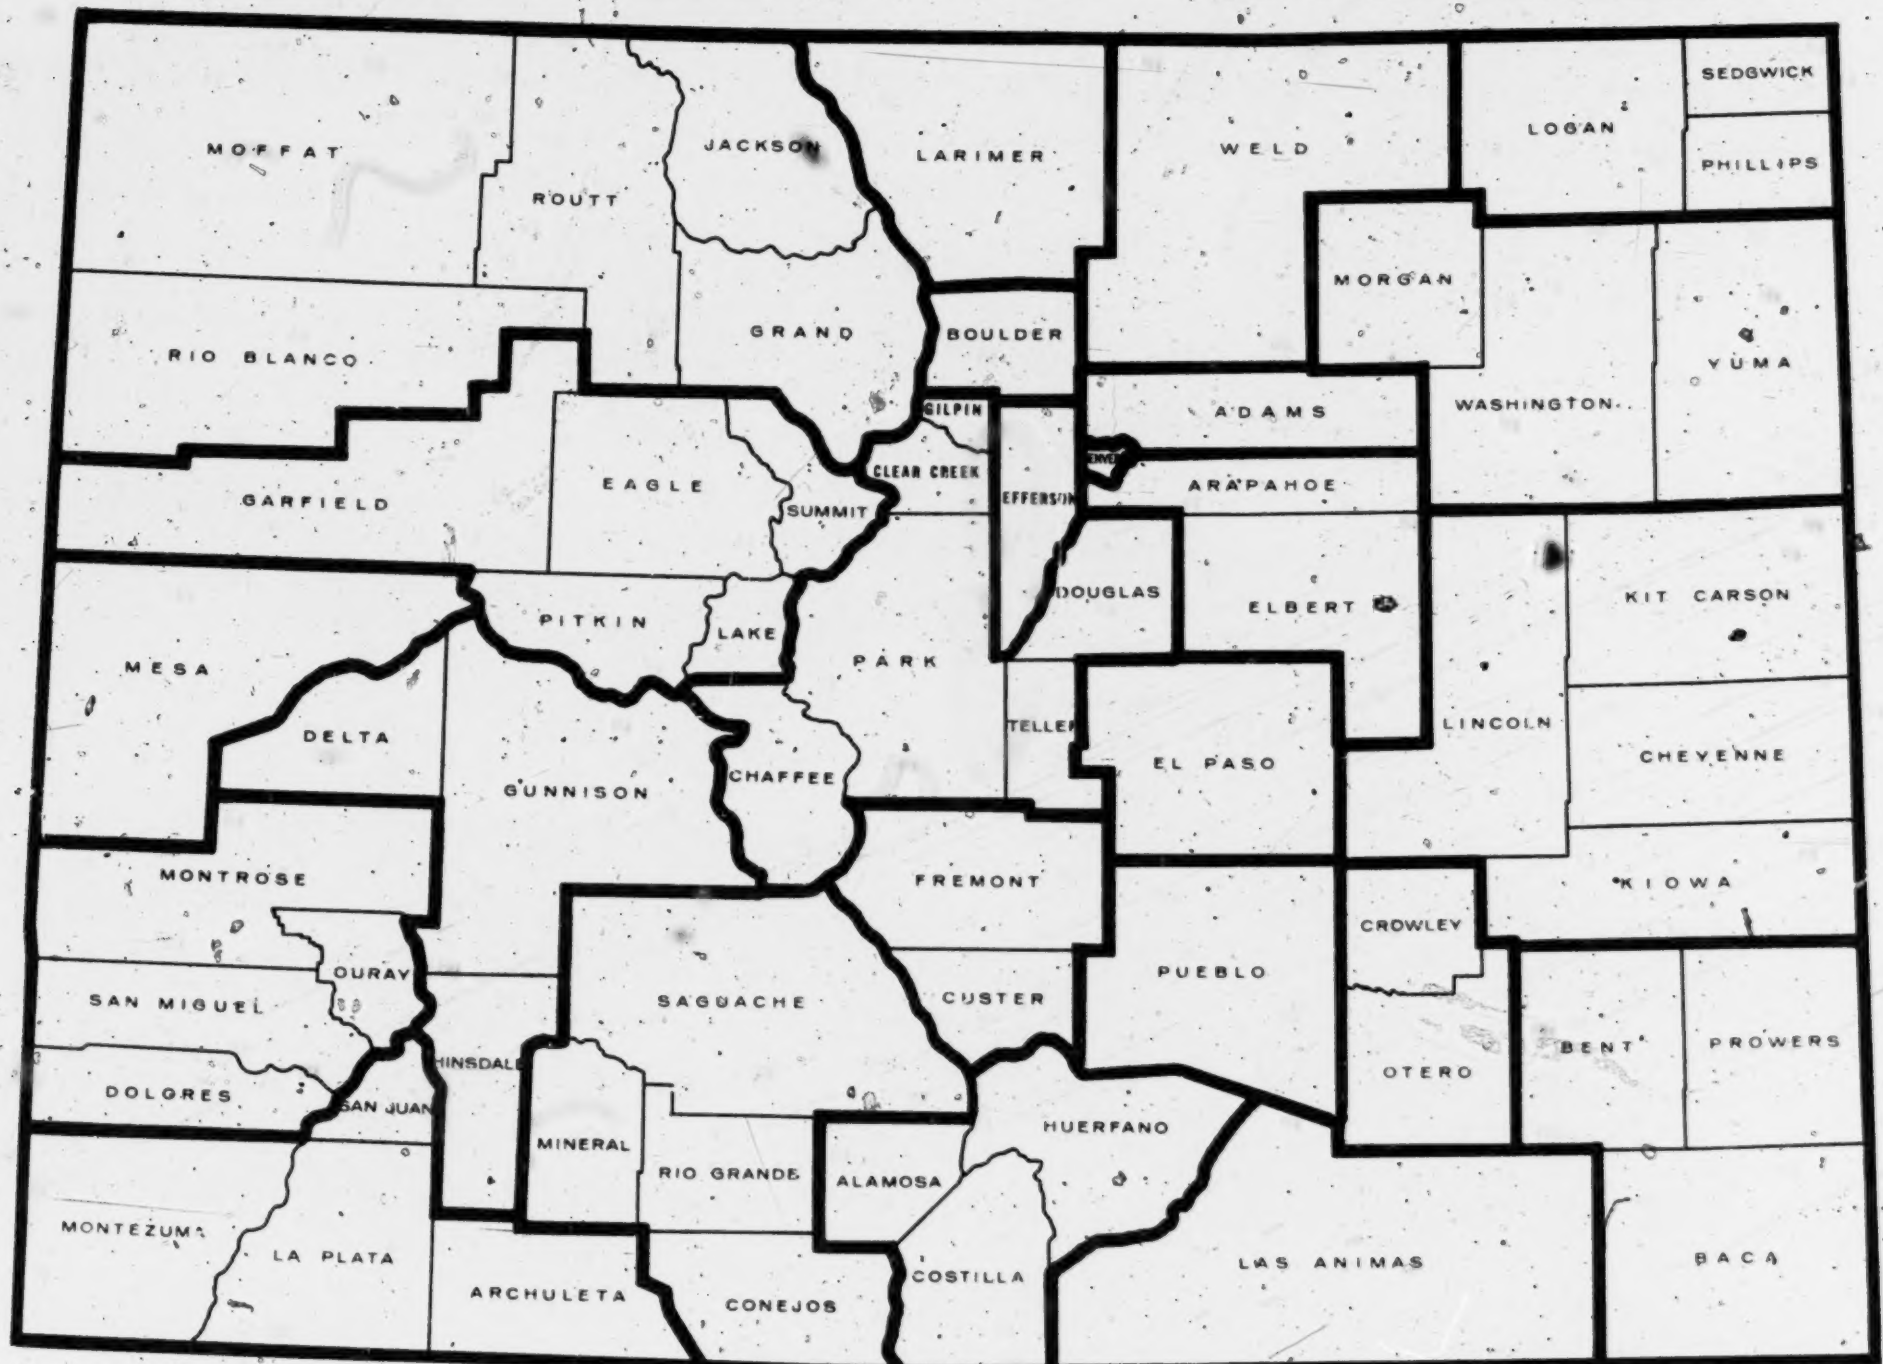 SEDGWICK
LOGAN
MOFFAT
JACKSON
LARIMER
WELD
PHILLIPS
ROUTT
MORGAN
GRAND
BOULDER
RIO BLANCO
YUMA
GILPIN
ADAMS
WASHINGTON
DENVER
CLEAR CREEK
EAGLE
ARAPAHOE
GARFIELD
JEFFERSON
SUMMIT
DOUGLAS
ELBERT
KIT CARSON
PITKIN
LAKE
PARK
MESA
TELLER
LINCOLN
DELTA
CHEYENNE
EL PASO
CHAFFEE
GUNNISON
MONTROSE
FREMONT
KIOWA
CROWLEY
OURAY
PUEBLO
SAN MIGUEL
SAGUACHE
CUSTER
BENT
PROWERS
HINSDALE
OTERO
DOLORES
SAN JUAN
HUERFANO
MINERAL
RIO GRANDE
ALAMOSA
MONTEZUMA
LA PLATA
LAS ANIMAS
BACA
COSTILLA
ARCHULETA
CONEJOS